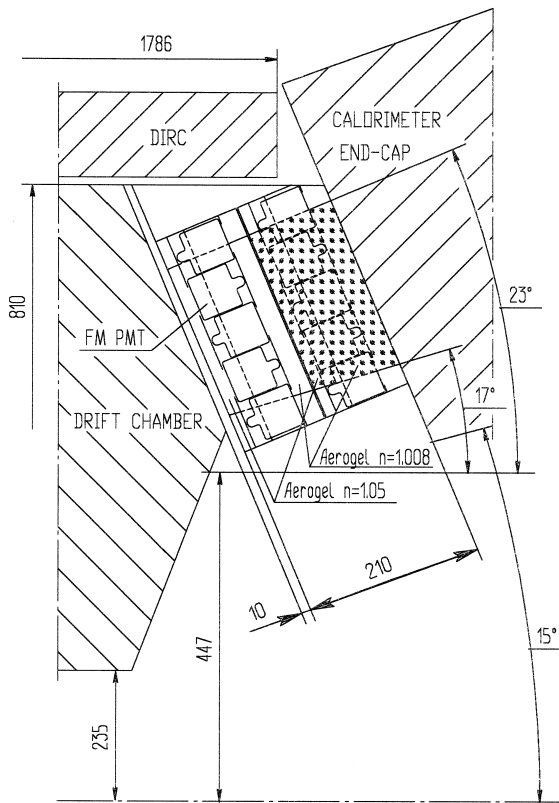 1786
DIRC
CALORIMETER
END-CAP
810
FM PMT
23°
17°
DRIFT CHAMBER
Aerogel n=1.008
Aerogel n=1.05
210
10
447
15°
235